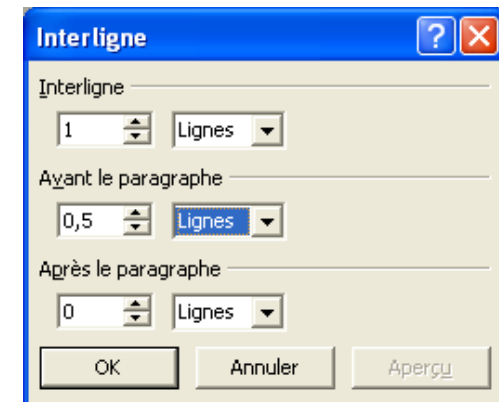 Interligne
Interligne
1 Lignes
Avant le paragraphe
0,5 Lignes
Après le paragraphe
0 Lignes
OK Annuler Aperçu